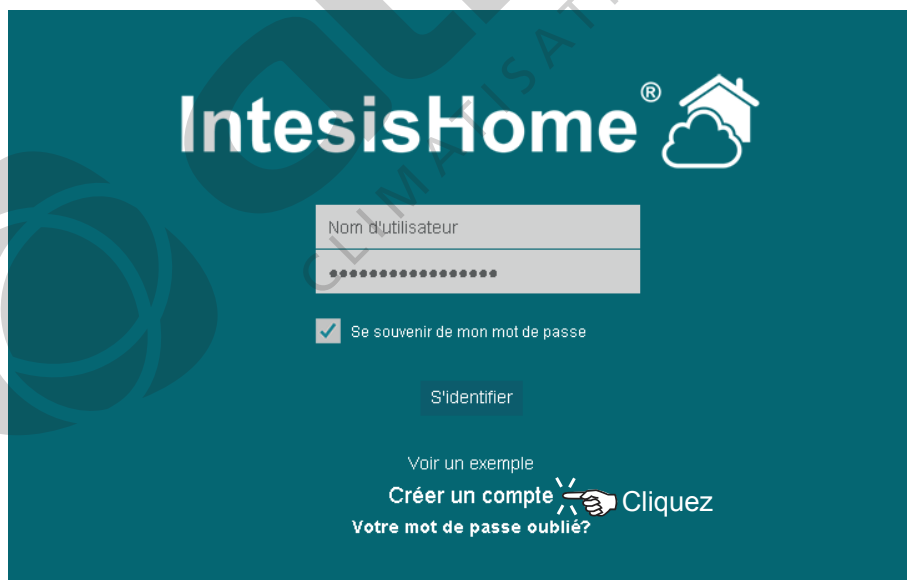 IntesisHome®
Nom d'utilisateur
Se souvenir de mon mot de passe
S'identifier
Voir un exemple
Créer un compte Cliquez
Votre mot de passe oublié?